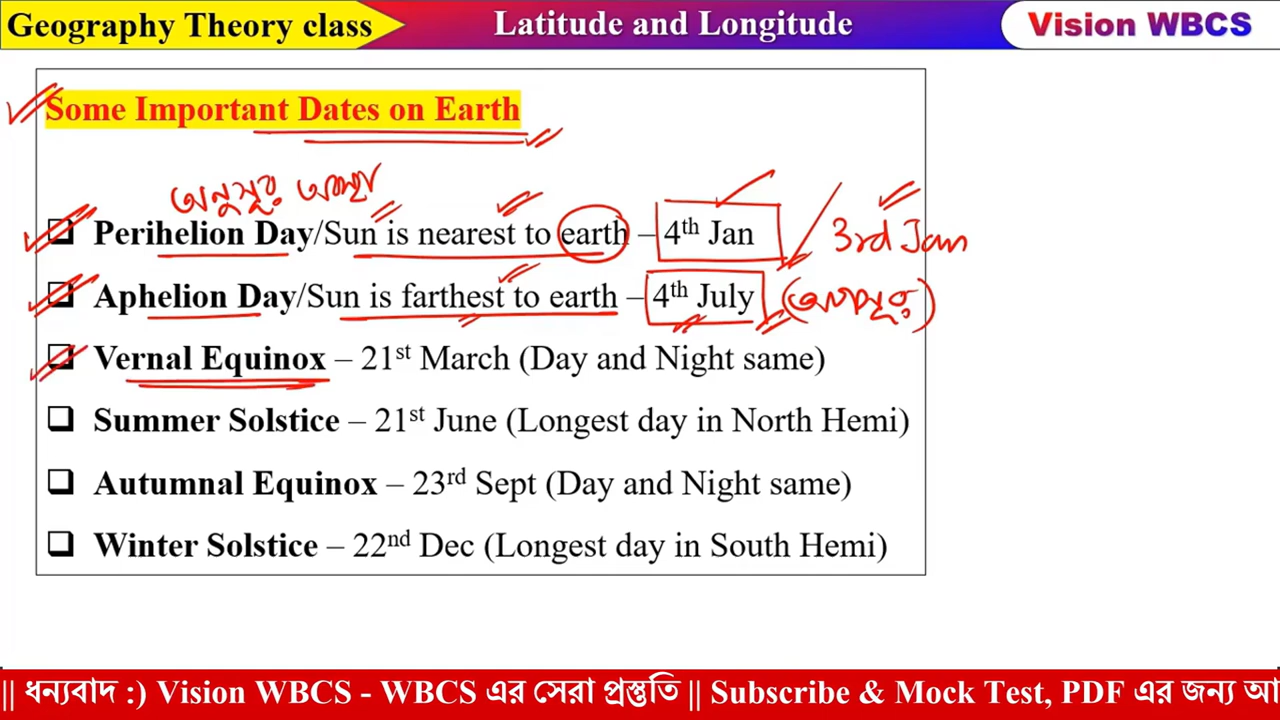 Geography Theory class
Latitude and Longitude
Vision WBCS
Some Important Dates on Earth
অনুসূর অবস্থা
❑ Perihelion Day/Sun is nearest to earth – 4th Jan 3rd Jan
❑ Aphelion Day/Sun is farthest to earth – 4th July (অপসূর)
❑ Vernal Equinox – 21st March (Day and Night same)
❑ Summer Solstice – 21st June (Longest day in North Hemi)
❑ Autumnal Equinox – 23rd Sept (Day and Night same)
❑ Winter Solstice – 22nd Dec (Longest day in South Hemi)
|| ধন্যবাদ :) Vision WBCS - WBCS এর সেরা প্রস্তুতি || Subscribe & Mock Test, PDF এর জন্য আ